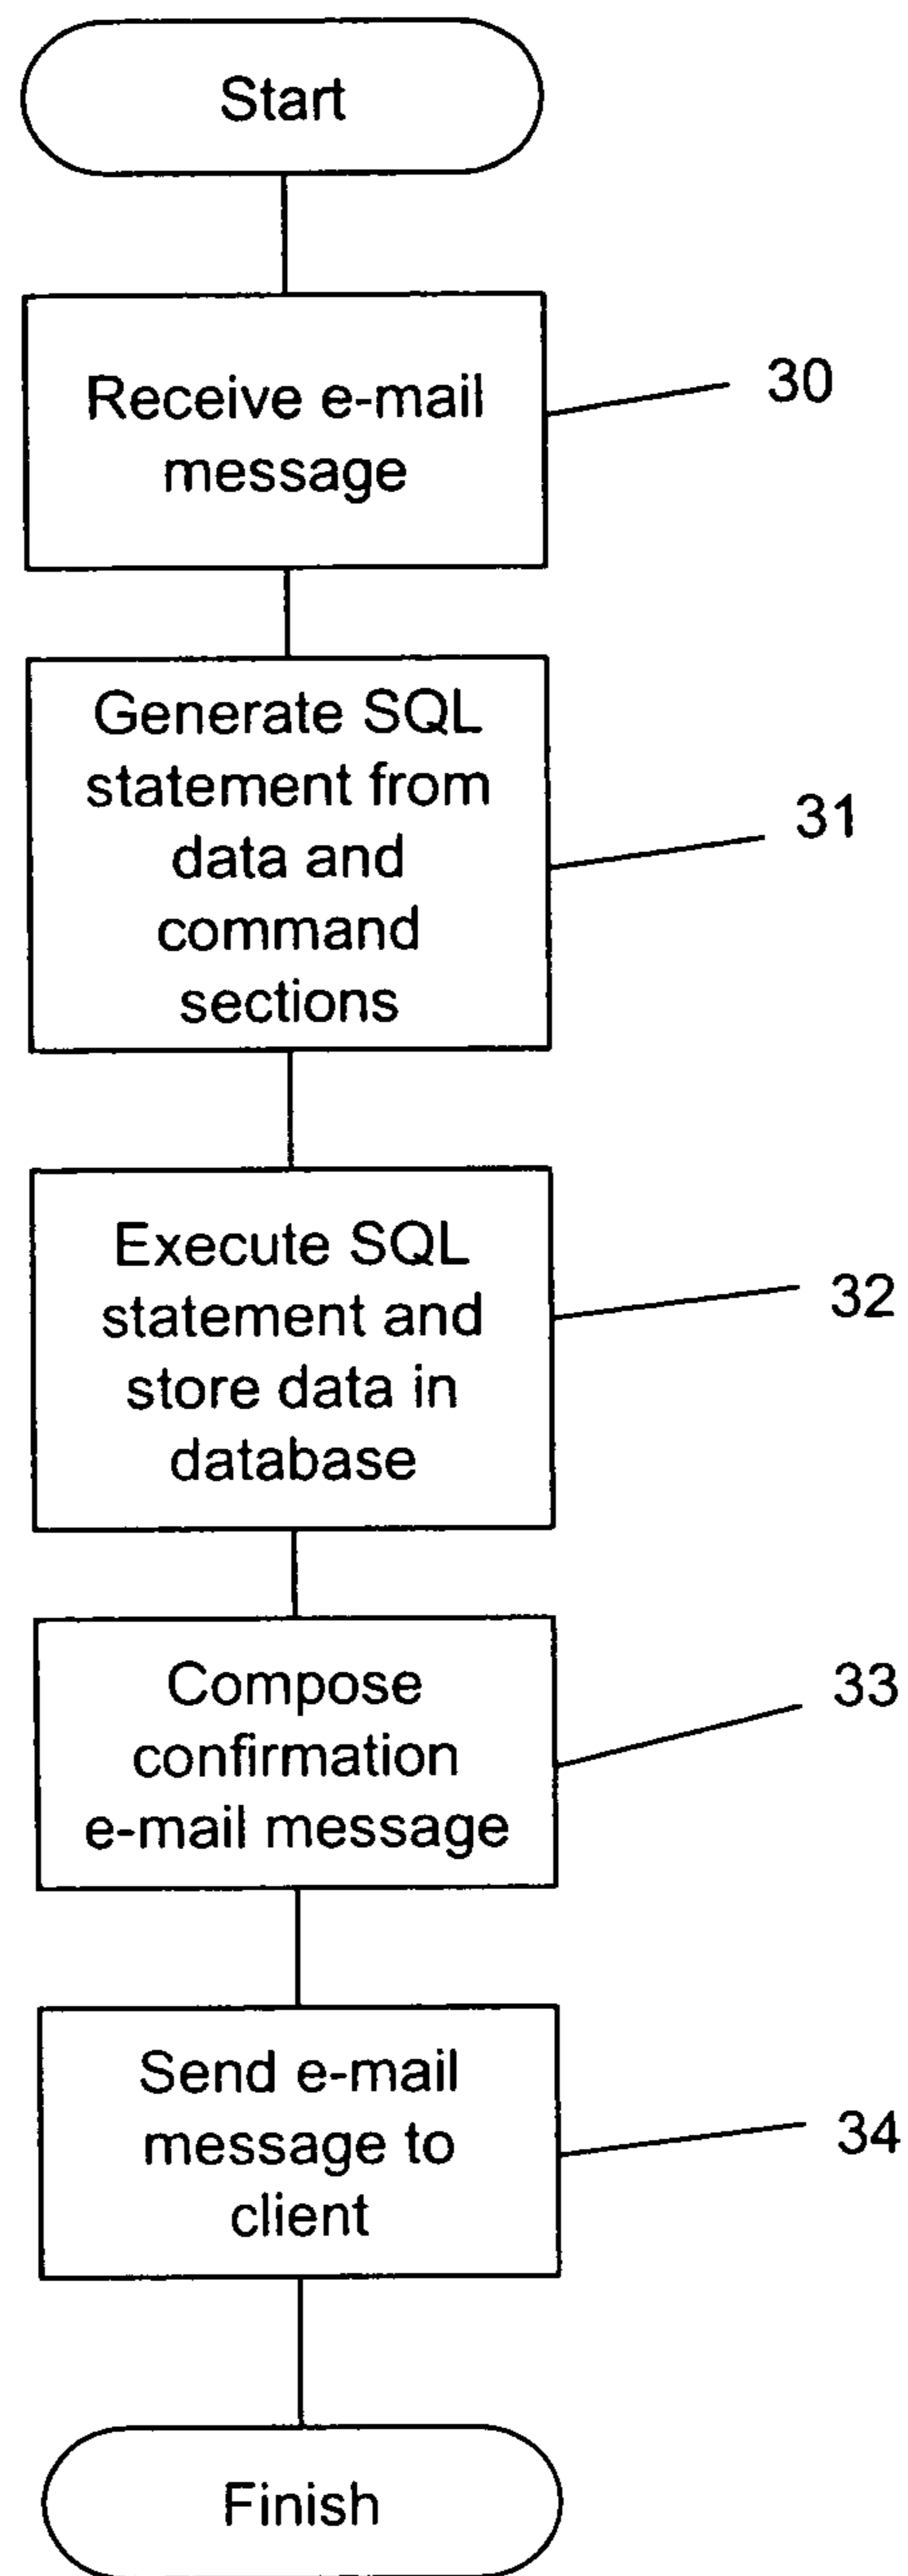 Start
Receive e-mail
message
30
Generate SQL
statement from
data and
command
sections
31
Execute SQL
statement and
store data in
database
32
Compose
confirmation
e-mail message
33
Send e-mail
message to
client
34
Finish